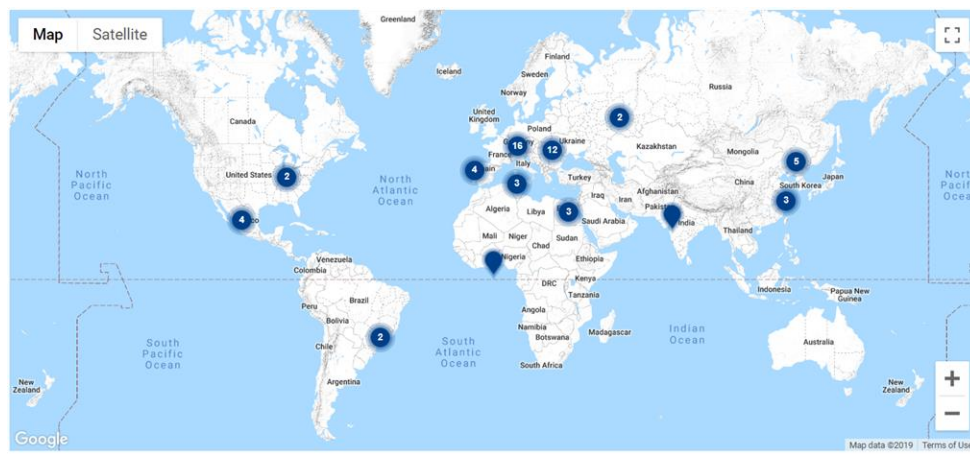 Map
Satellite
Greenland
Iceland
Finland
Sweden
Norway
Russia
United
Kingdom
Canada
Poland
2
16
12
Ukraine
France
Kazakhstan
Mongolia
5
4
Italy
3
Turkey
United States
2
North
Pacific
Ocean
North
Atlantic
Ocean
China
South Korea
Japan
3
Afghanistan
Iraq
Iran
Algeria
Libya
3
Saudi Arabia
India
4
Mali
Niger
Chad
Sudan
Thailand
Nigeria
Ethiopia
Venezuela
Colombia
DRC
Kenya
Tanzania
Indonesia
Papua New
Guinea
Peru
Brazil
Bolivia
Angola
Namibia
Botswana
Madagascar
2
South
Pacific
Ocean
Chile
South
Atlantic
Ocean
Indian
Ocean
Australia
South Africa
Argentina
New
Zealand
New
Zealand
+
−
Google
Map data ©2019
Terms of Use